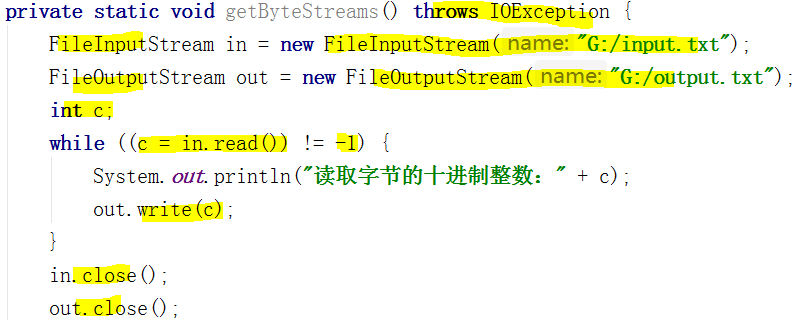 private static void getByteStreams() throws IOException {
FileInputStream in = new FileInputStream( name: "G:/input.txt");
FileOutputStream out = new FileOutputStream( name: "G:/output.txt");
int c;
while ((c = in.read()) != -1) {
System.out.println("读取字节的十进制整数：" + c);
out.write(c);
}
in.close();
out.close();